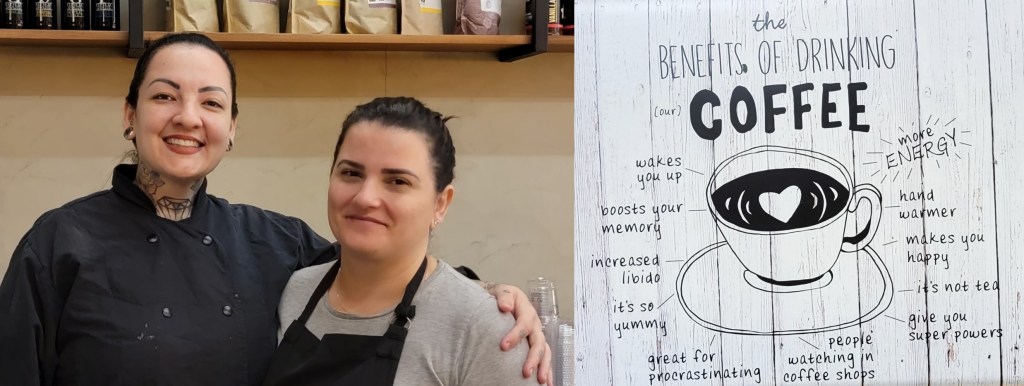 the
BENEFITS OF DRINKING
(our)
COFFEE
more
ENERGY
wakes
you up
boosts your
memory
increased
libido
it's so
yummy
great for
procrastinating
people
watching in
coffee shops
give you
super powers
it's not tea
makes you
happy
hand
warmer